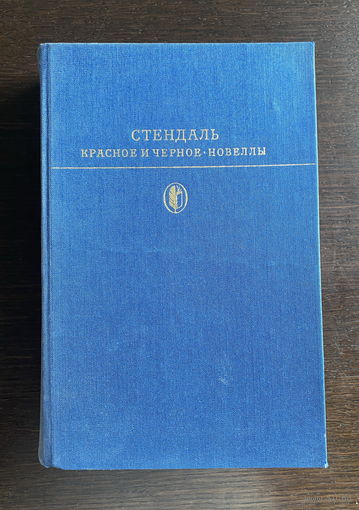 СТЕНДАЛЬ
КРАСНОЕ И ЧЕРНОЕ · НОВЕЛЛЫ